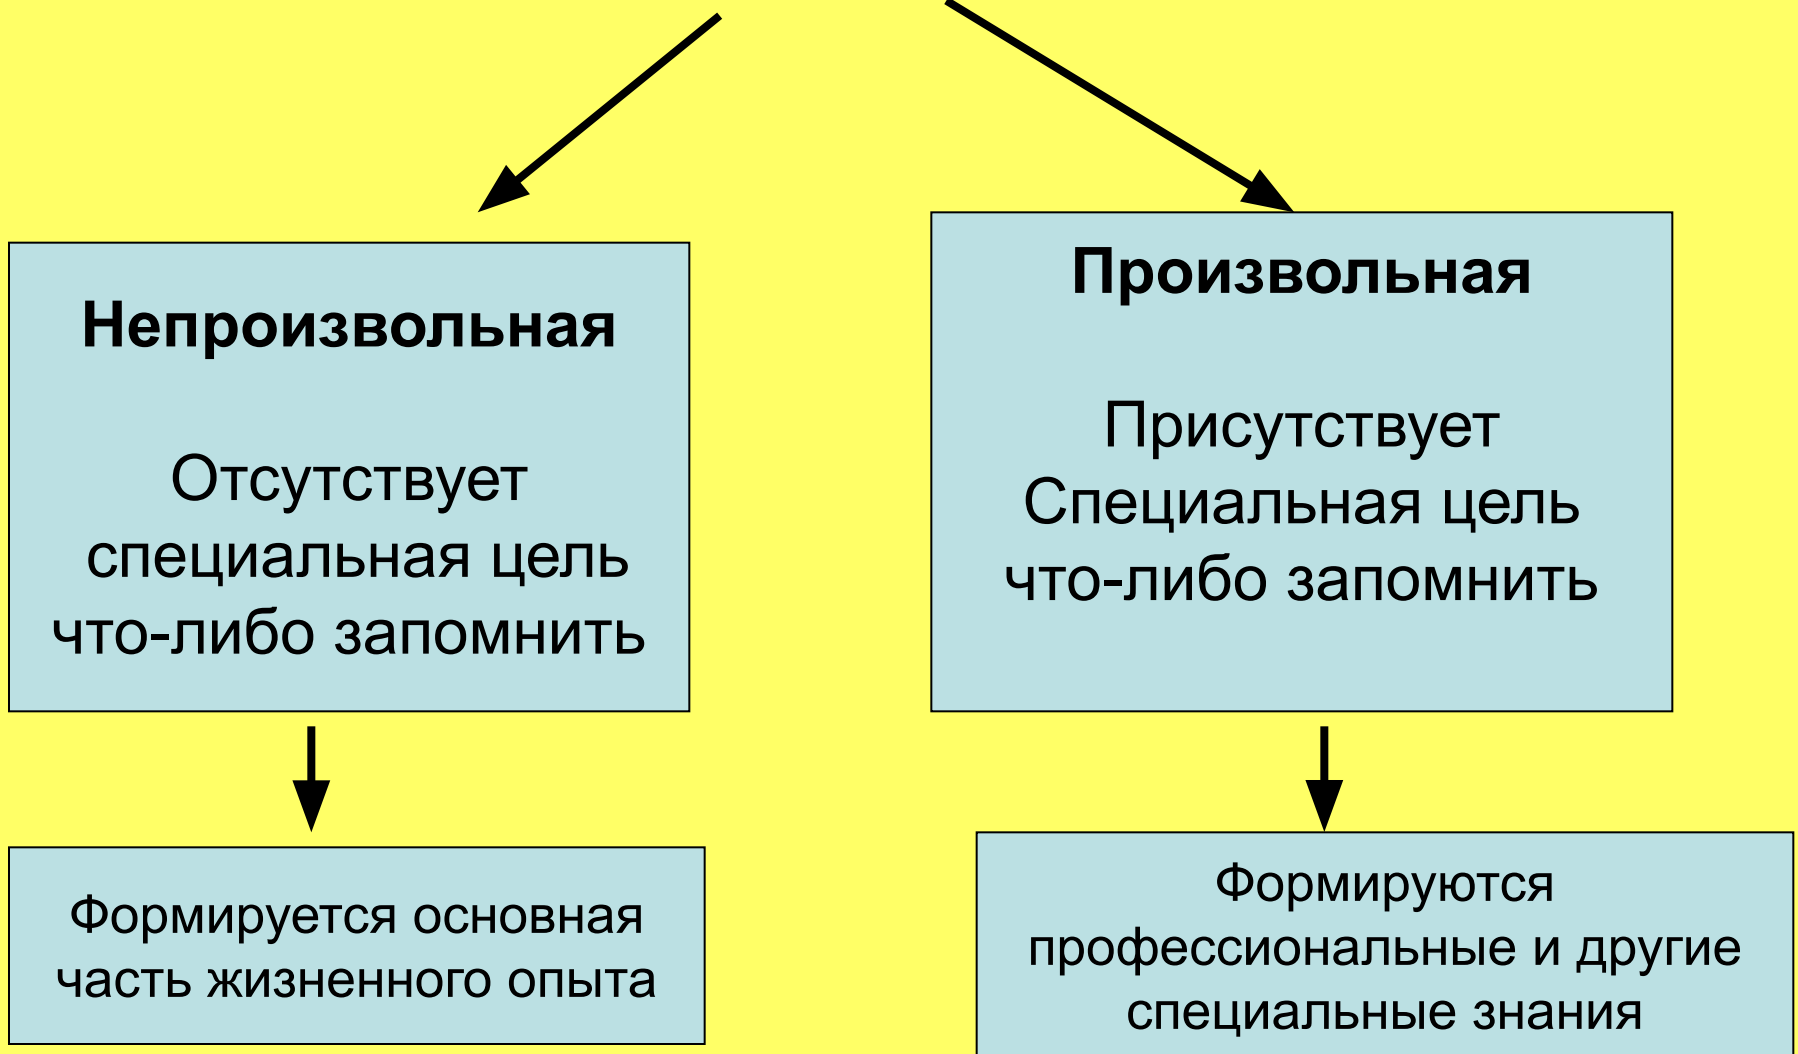 Непроизвольная
Отсутствует
специальная цель
что-либо запомнить
Произвольная
Присутствует
Специальная цель
что-либо запомнить
Формируется основная
часть жизненного опыта
Формируются
профессиональные и другие
специальные знания